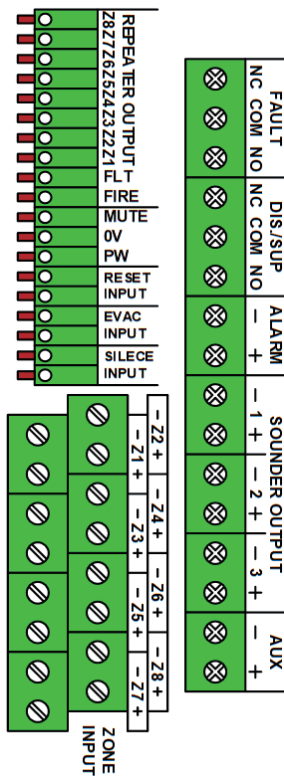 REPEATER OUTPUT
Z8Z7Z6Z5Z4Z3Z2Z1
FLT
FIRE
MUTE
0V
PW
RESET
INPUT
EVAC
INPUT
SILECE
INPUT
FAULT
NC COM NO
DIS/SUP
NC COM NO
ALARM
− +
SOUNDER OUTPUT
− 1 + − 2 + − 3 +
AUX
− +
− Z2 + − Z4 + − Z6 + − Z8 +
− Z1 + − Z3 + − Z5 + − Z7 +
ZONE
INPUT